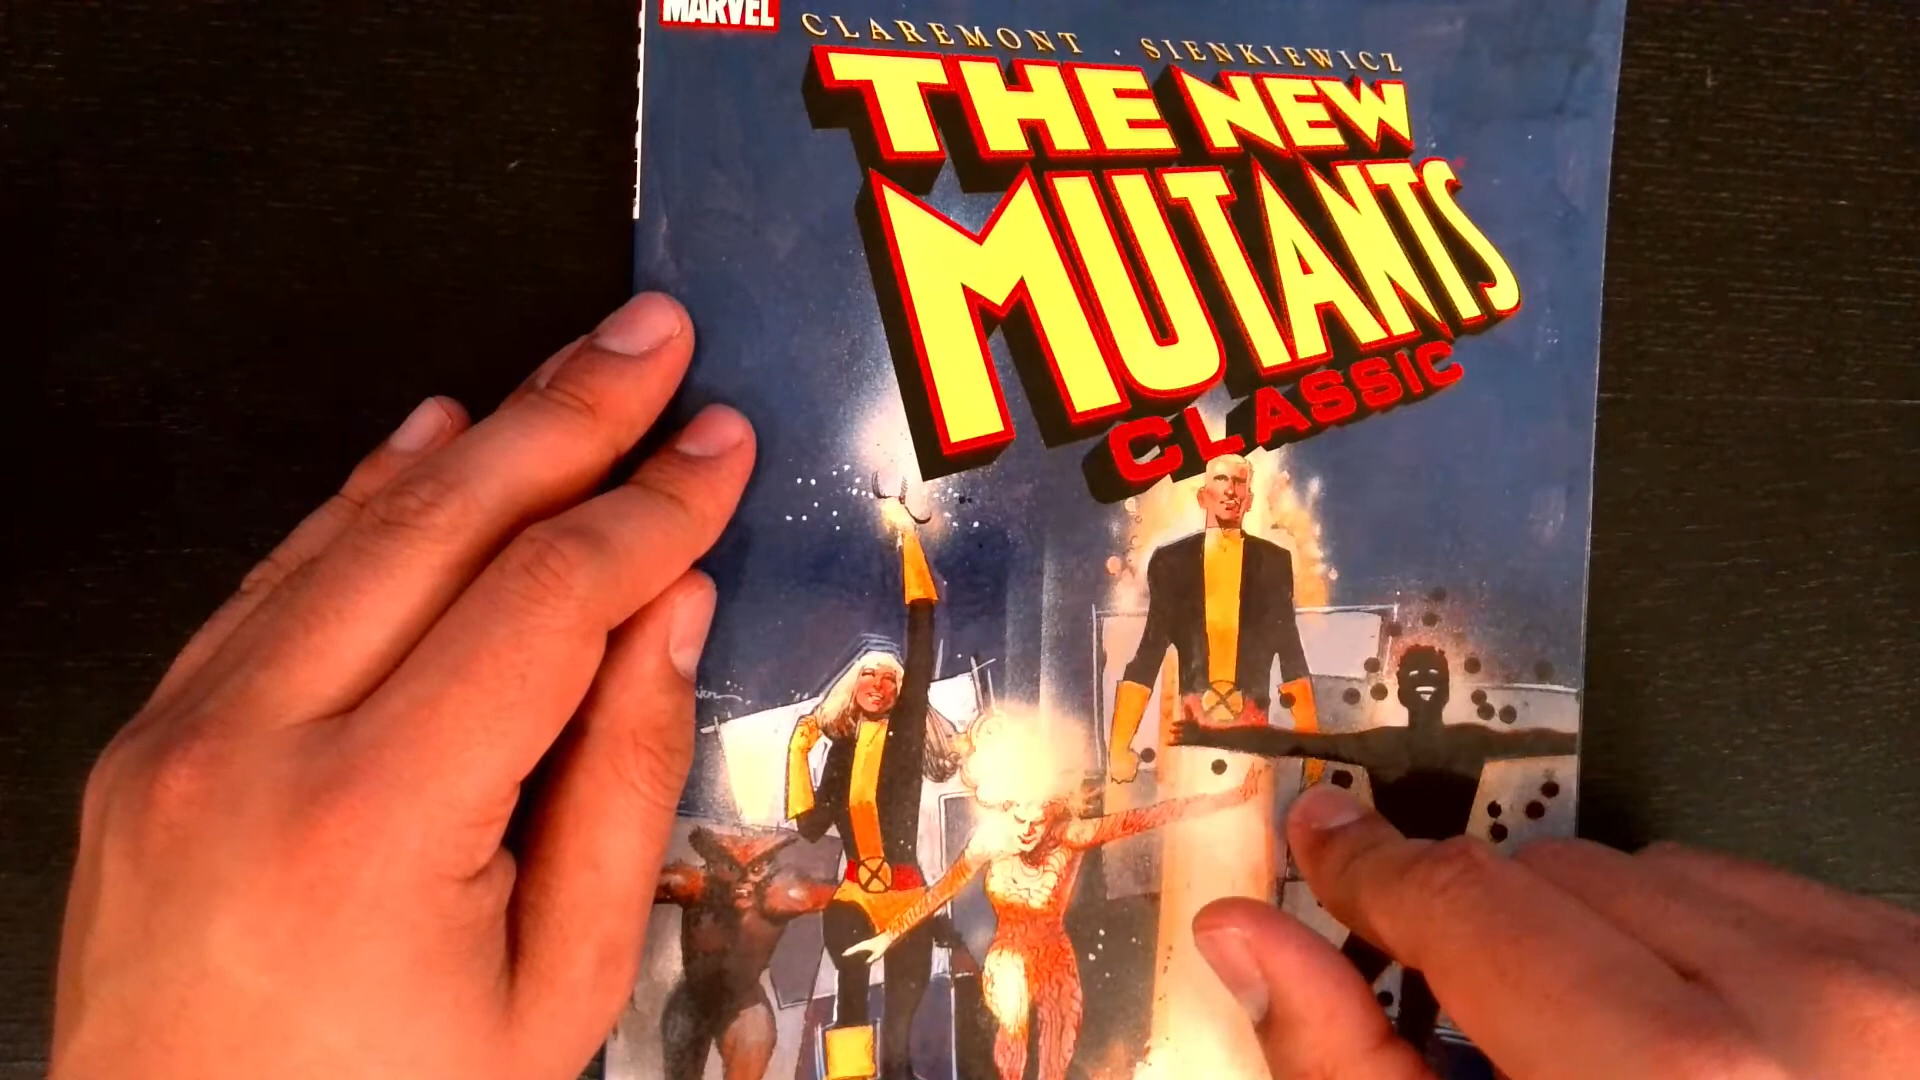 MARVEL
CLAREMONT . SIENKIEWICZ
THE NEW
MUTANTS
CLASSIC